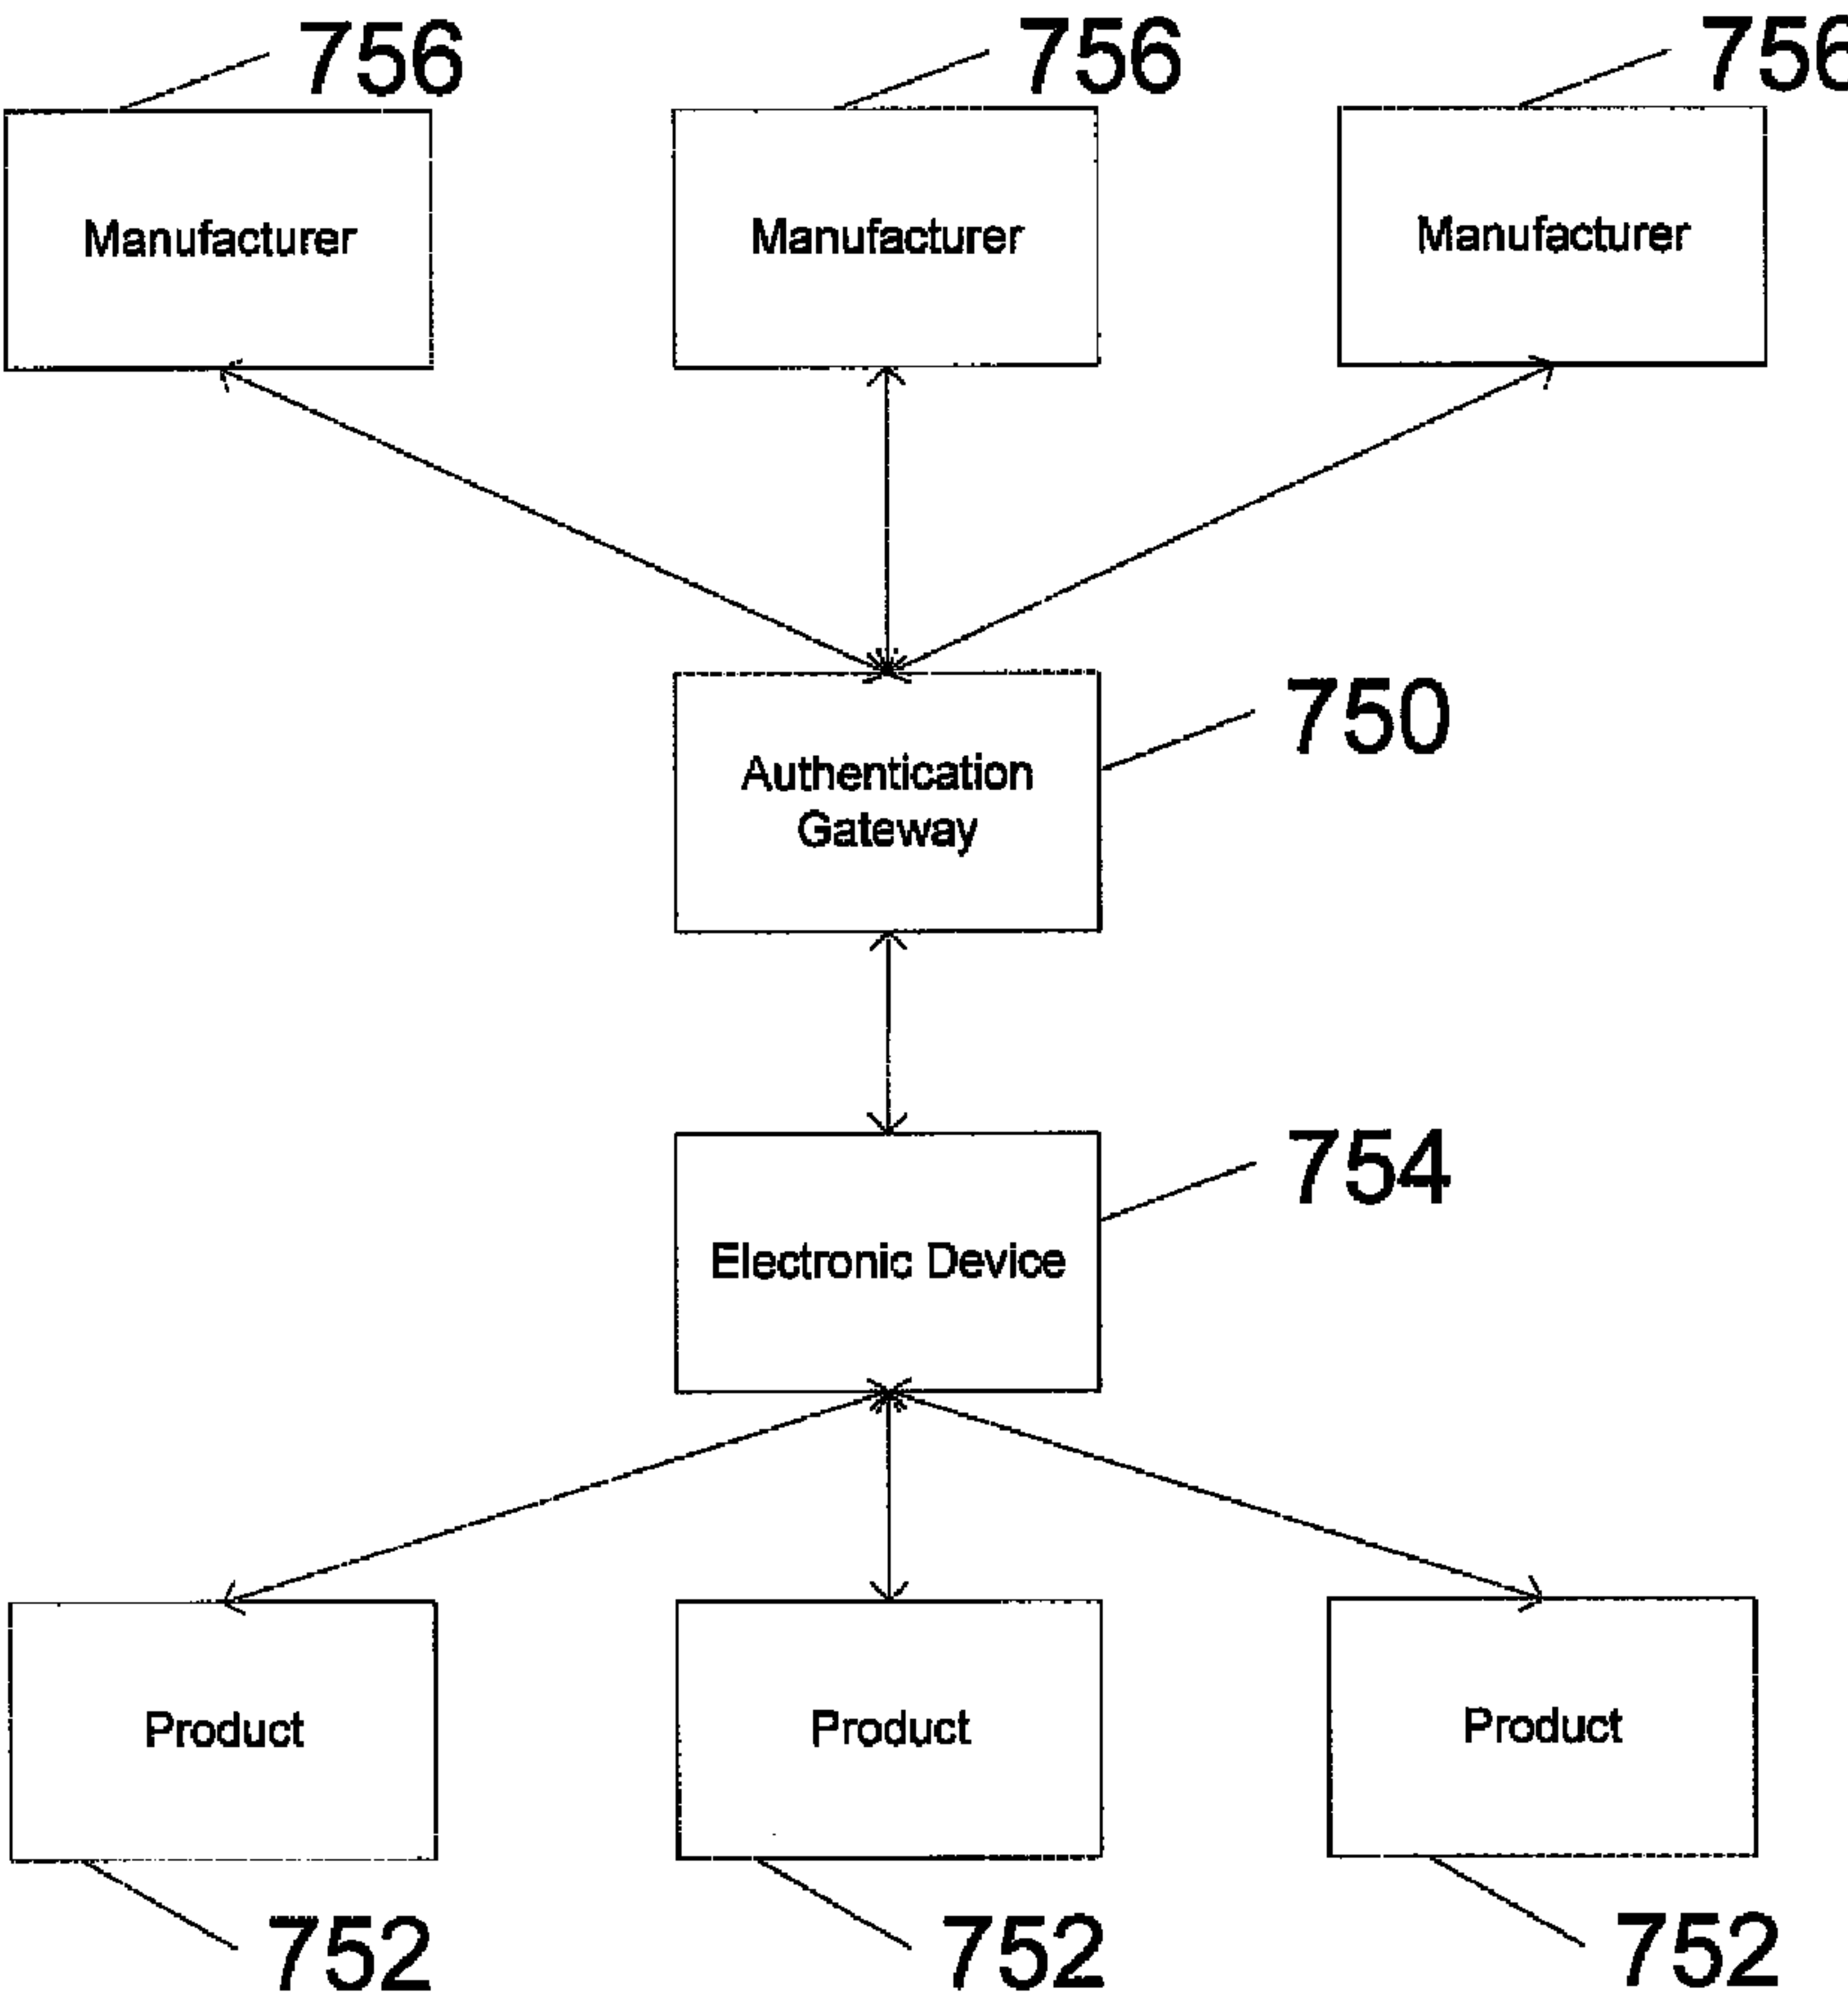 756 756 756
Manufacturer Manufacturer Manufacturer
750
Authentication
Gateway
754
Electronic Device
Product Product Product
752 752 752